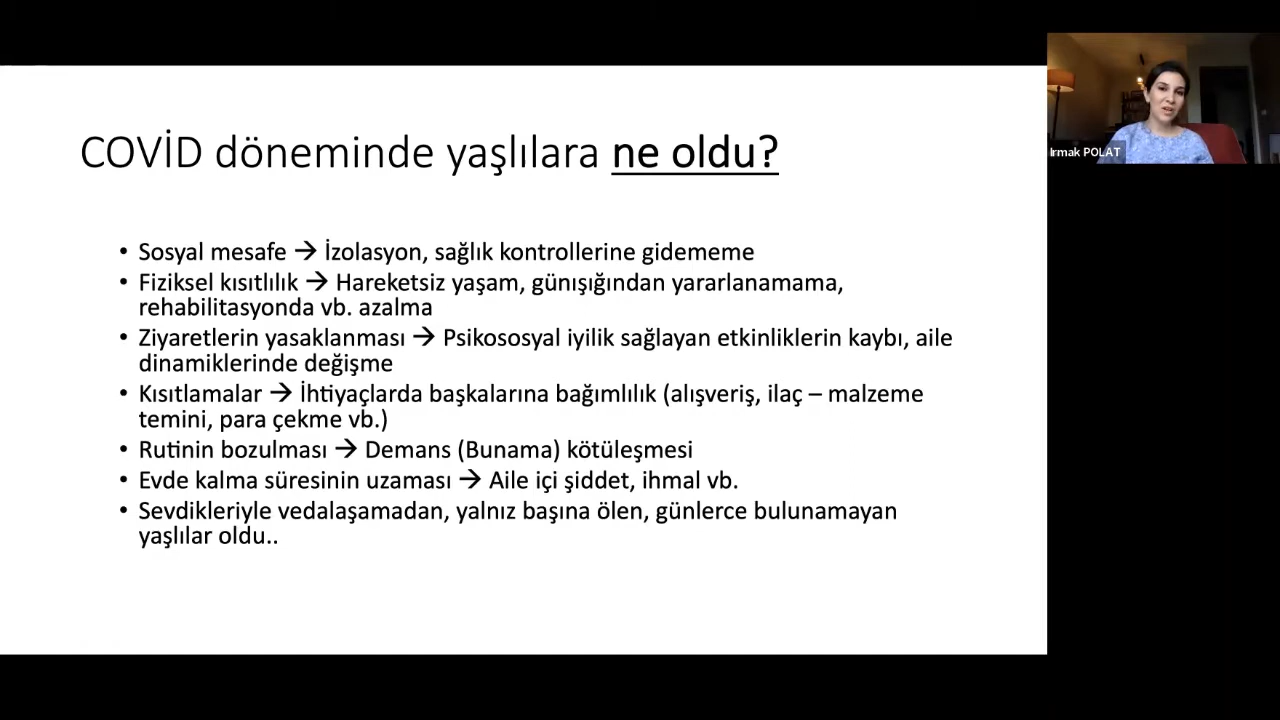 COVİD döneminde yaşlılara ne oldu?
• Sosyal mesafe → İzolasyon, sağlık kontrollerine gidememe
• Fiziksel kısıtlılık → Hareketsiz yaşam, günışığından yararlanamama,
rehabilitasyonda vb. azalma
• Ziyaretlerin yasaklanması → Psikososyal iyilik sağlayan etkinliklerin kaybı, aile
dinamiklerinde değişme
• Kısıtlamalar → İhtiyaçlarda başkalarına bağımlılık (alışveriş, ilaç – malzeme
temini, para çekme vb.)
• Rutinin bozulması → Demans (Bunama) kötüleşmesi
• Evde kalma süresinin uzaması → Aile içi şiddet, ihmal vb.
• Sevdikleriyle vedalaşamadan, yalnız başına ölen, günlerce bulunamayan
yaşlılar oldu..
Irmak POLAT